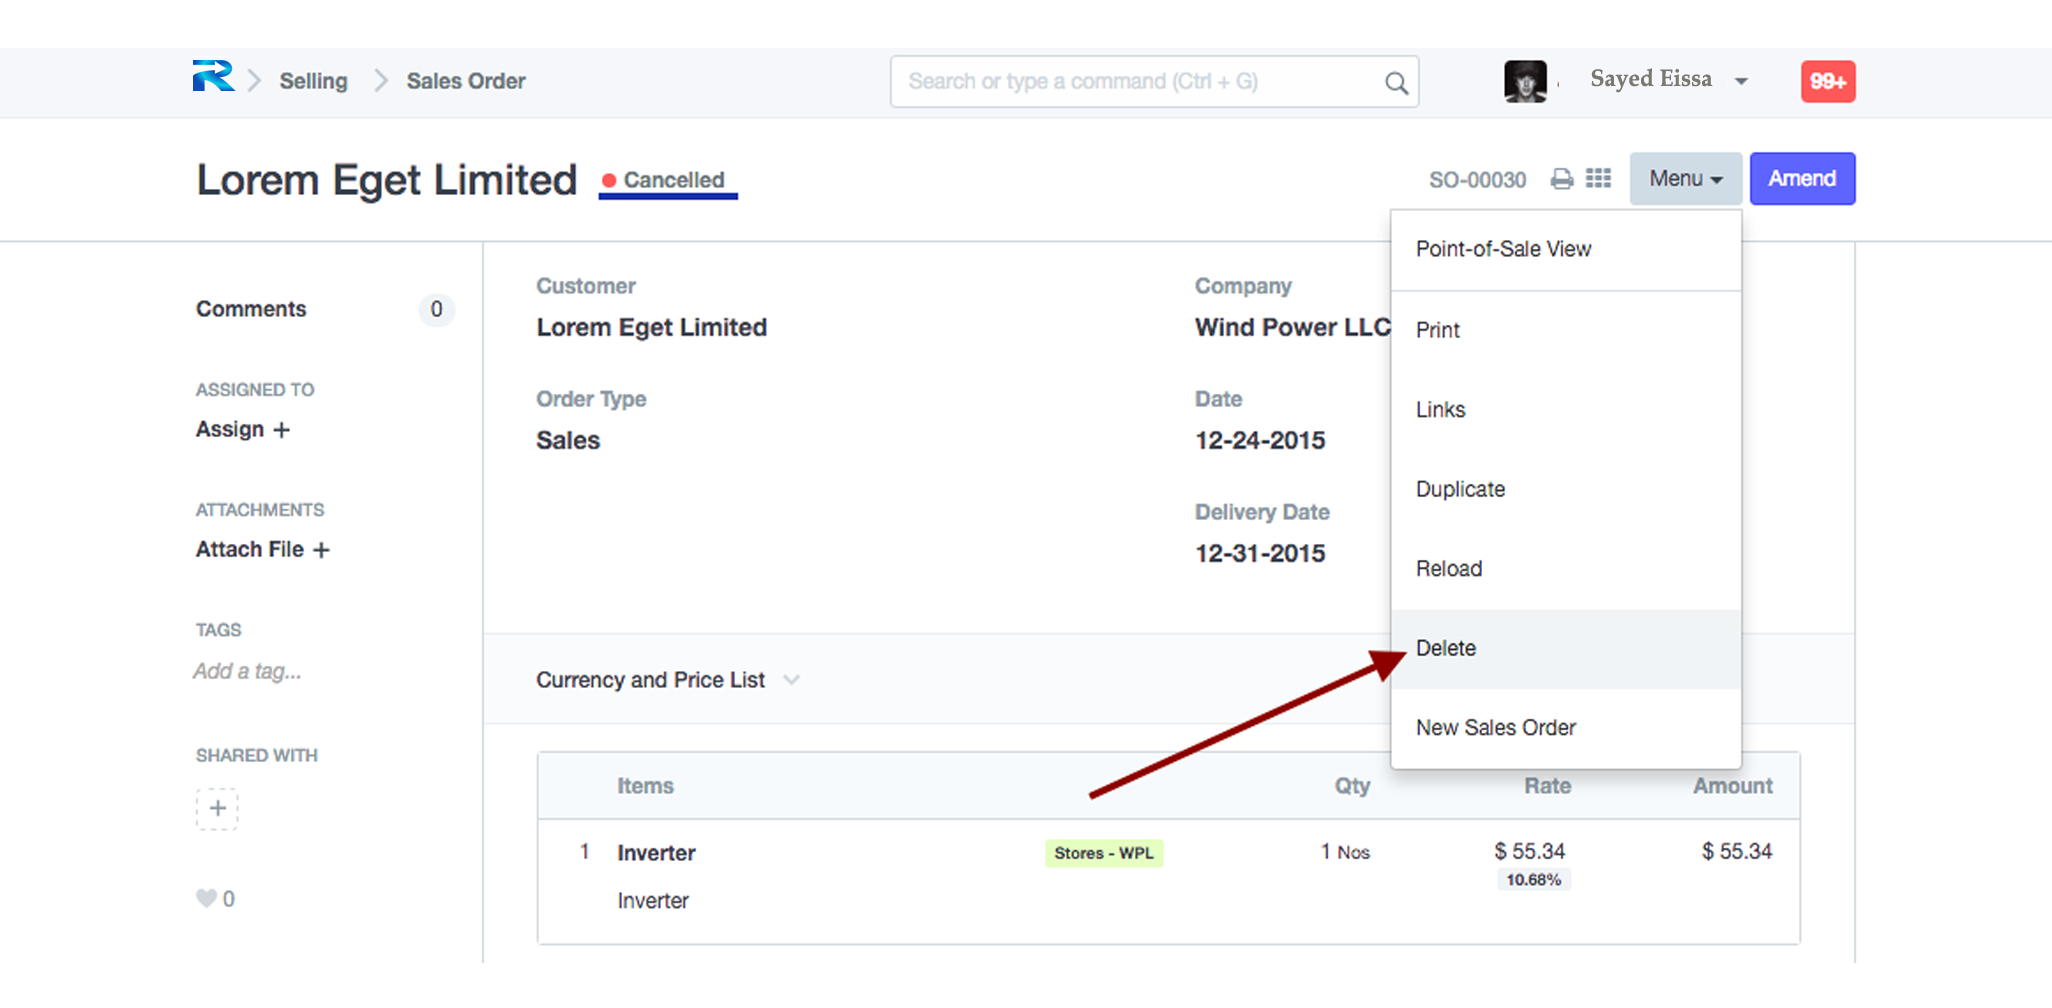 Selling
Sales Order
Search or type a command (Ctrl + G)
Sayed Eissa
99+
Lorem Eget Limited
Cancelled
SO-00030
Menu
Amend
Point-of-Sale View
Print
Links
Duplicate
Reload
Delete
New Sales Order
Comments
0
ASSIGNED TO
Assign +
ATTACHMENTS
Attach File +
TAGS
Add a tag...
SHARED WITH
+
0
Customer
Lorem Eget Limited
Order Type
Sales
Company
Wind Power LLC
Date
12-24-2015
Delivery Date
12-31-2015
Currency and Price List
Items Qty Rate Amount
1 Inverter Stores - WPL 1 Nos $ 55.34 $ 55.34
10.68%
Inverter